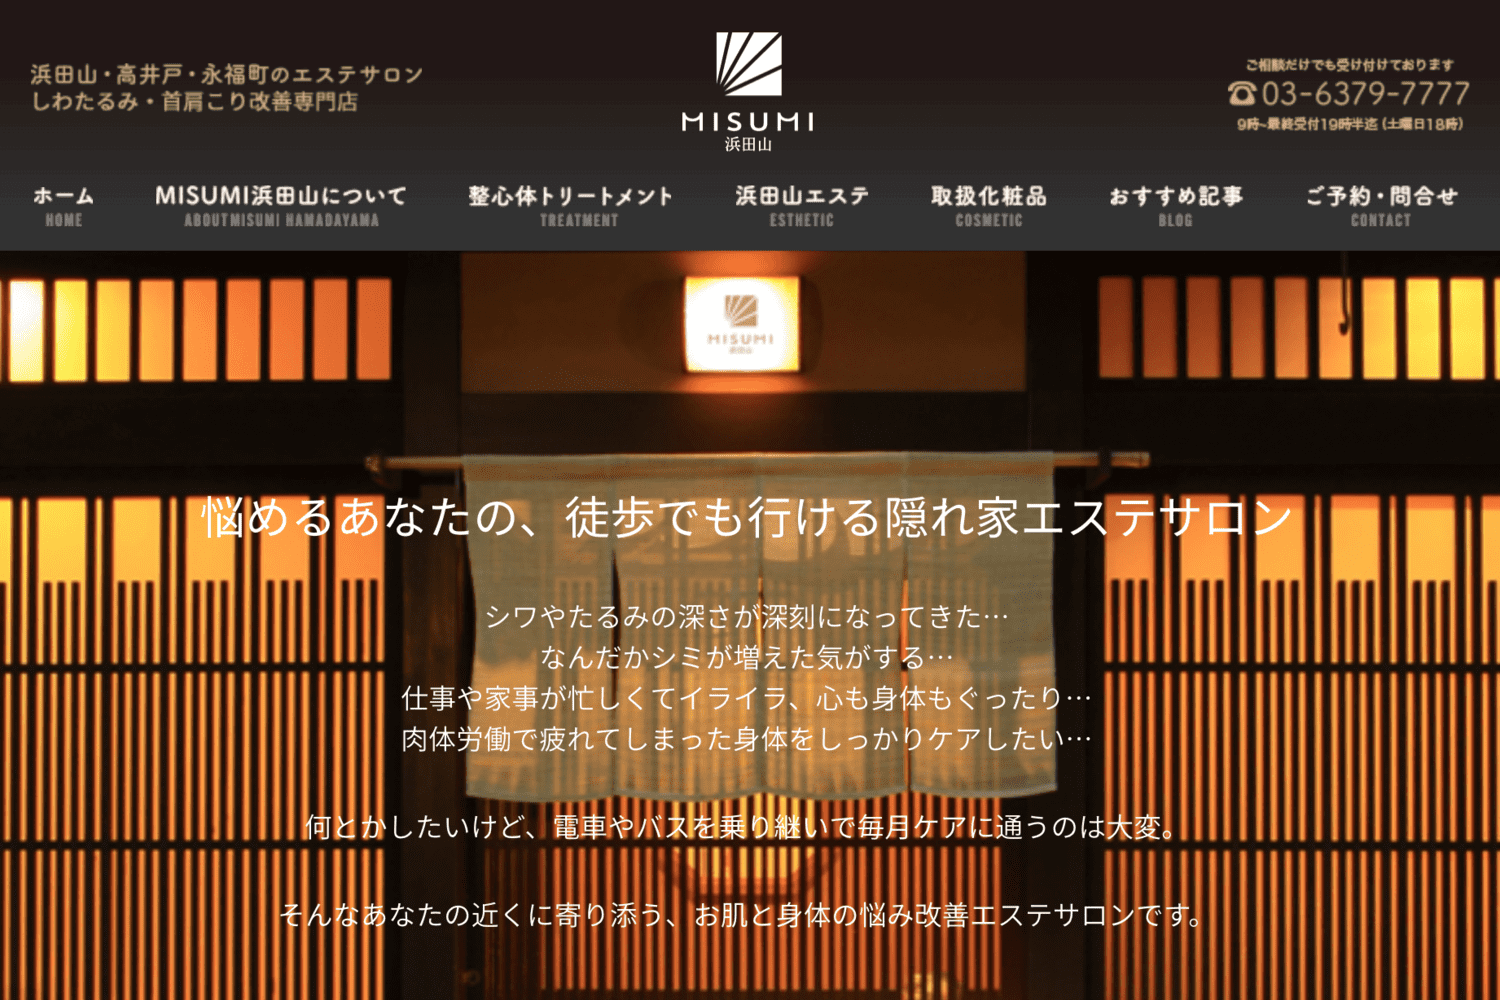 浜田山・高井戸・永福町のエステサロン
しわたるみ・首肩こり改善専門店
MISUMI
浜田山
ご相談だけでも受け付けております
☎03-6379-7777
9時~最終受付19時半迄（土曜日18時）
ホーム
HOME
MISUMI浜田山について
ABOUTMISUMI HAMADAYAMA
整心体トリートメント
TREATMENT
浜田山エステ
ESTHETIC
取扱化粧品
COSMETIC
おすすめ記事
BLOG
ご予約・問合せ
CONTACT
MISUMI
浜田山
悩めるあなたの、徒歩でも行ける隠れ家エステサロン
シワやたるみの深さが深刻になってきた…
なんだかシミが増えた気がする…
仕事や家事が忙しくてイライラ、心も身体もぐったり…
肉体労働で疲れてしまった身体をしっかりケアしたい…
何とかしたいけど、電車やバスを乗り継いで毎月ケアに通うのは大変。
そんなあなたの近くに寄り添う、お肌と身体の悩み改善エステサロンです。